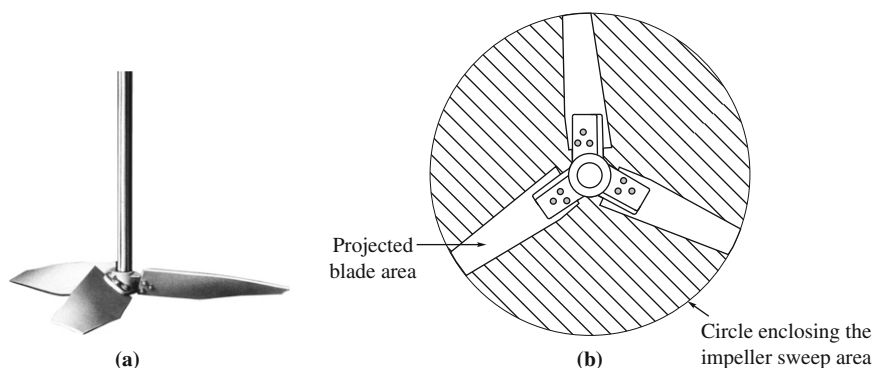 Projected
blade area
Circle enclosing the
impeller sweep area
(a)
(b)